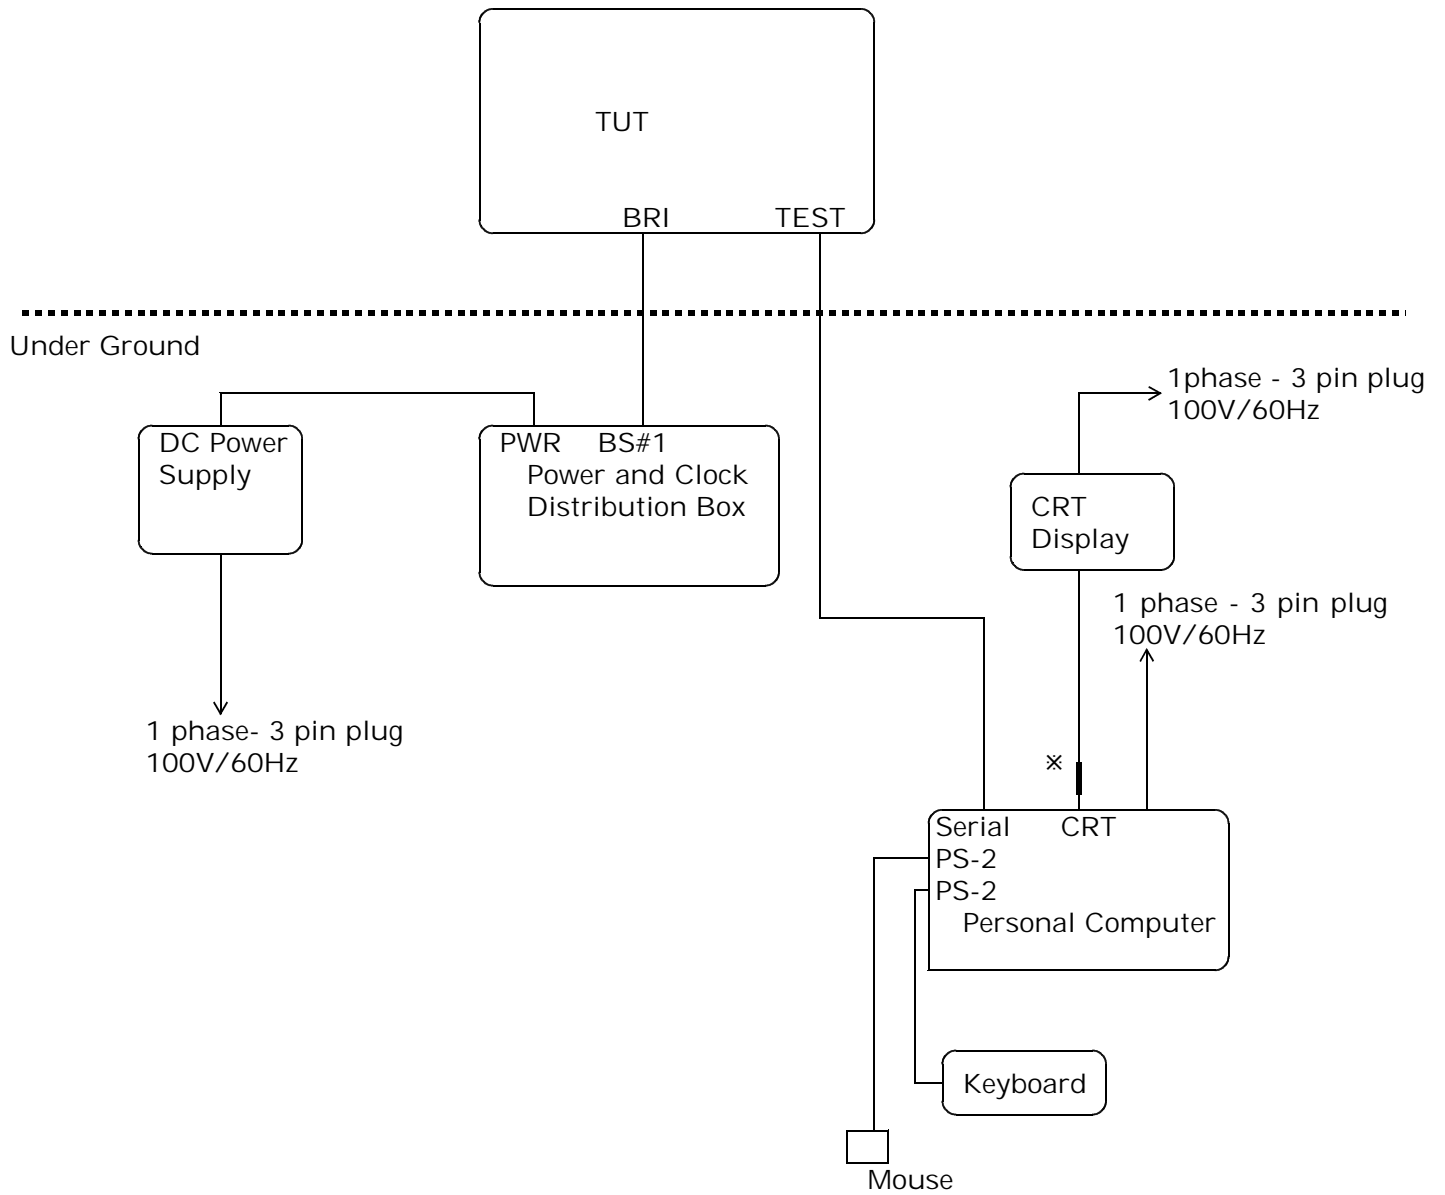 TUT
BRI
TEST
Under Ground
1phase - 3 pin plug
100V/60Hz
DC Power
Supply
PWR
BS#1
Power and Clock
Distribution Box
CRT
Display
1 phase - 3 pin plug
100V/60Hz
1 phase- 3 pin plug
100V/60Hz
※
Serial
CRT
PS-2
PS-2
Personal Computer
Keyboard
Mouse